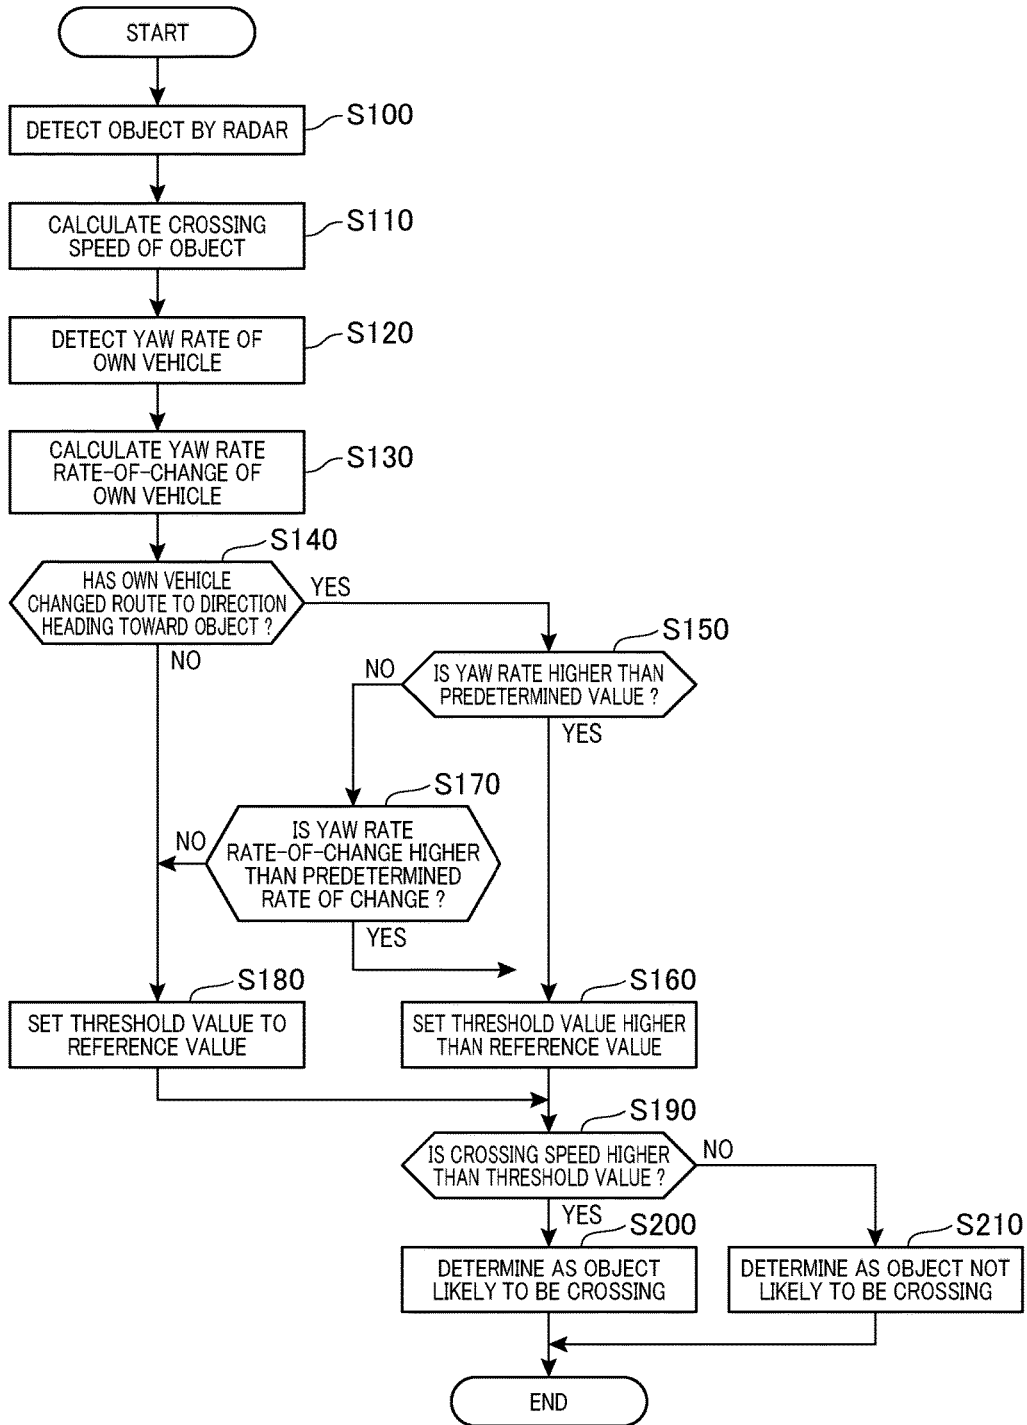 START
DETECT OBJECT BY RADAR
S100
CALCULATE CROSSING
SPEED OF OBJECT
S110
DETECT YAW RATE OF
OWN VEHICLE
S120
CALCULATE YAW RATE
RATE-OF-CHANGE OF
OWN VEHICLE
S130
S140
HAS OWN VEHICLE
CHANGED ROUTE TO DIRECTION
HEADING TOWARD OBJECT ?
YES
NO
S150
IS YAW RATE HIGHER THAN
PREDETERMINED VALUE ?
NO
YES
S170
IS YAW RATE
RATE-OF-CHANGE HIGHER
THAN PREDETERMINED
RATE OF CHANGE ?
NO
YES
S180
SET THRESHOLD VALUE TO
REFERENCE VALUE
S160
SET THRESHOLD VALUE HIGHER
THAN REFERENCE VALUE
S190
IS CROSSING SPEED HIGHER
THAN THRESHOLD VALUE ?
NO
YES
S200
DETERMINE AS OBJECT
LIKELY TO BE CROSSING
S210
DETERMINE AS OBJECT NOT
LIKELY TO BE CROSSING
END